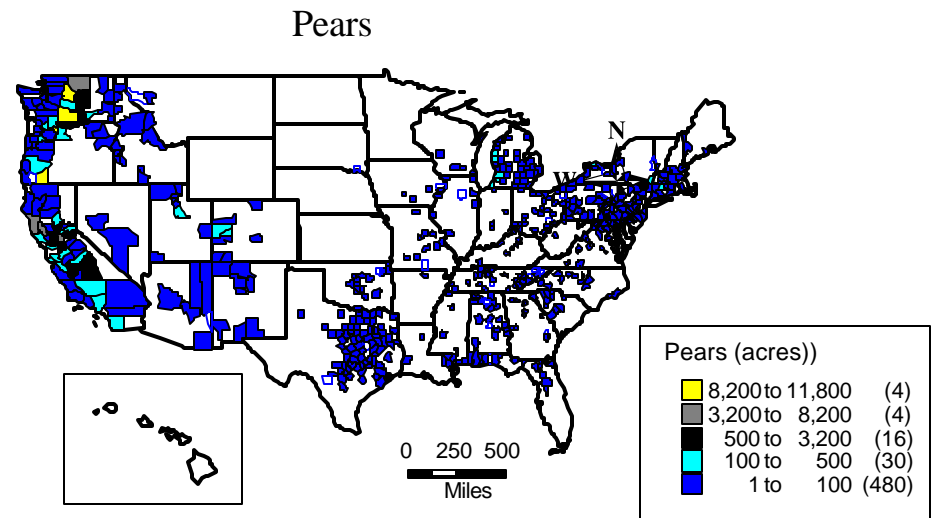 Pears
N
W
Pears (acres))
8,200 to 11,800 (4)
3,200 to 8,200 (4)
500 to 3,200 (16)
100 to 500 (30)
1 to 100 (480)
0 250 500
Miles